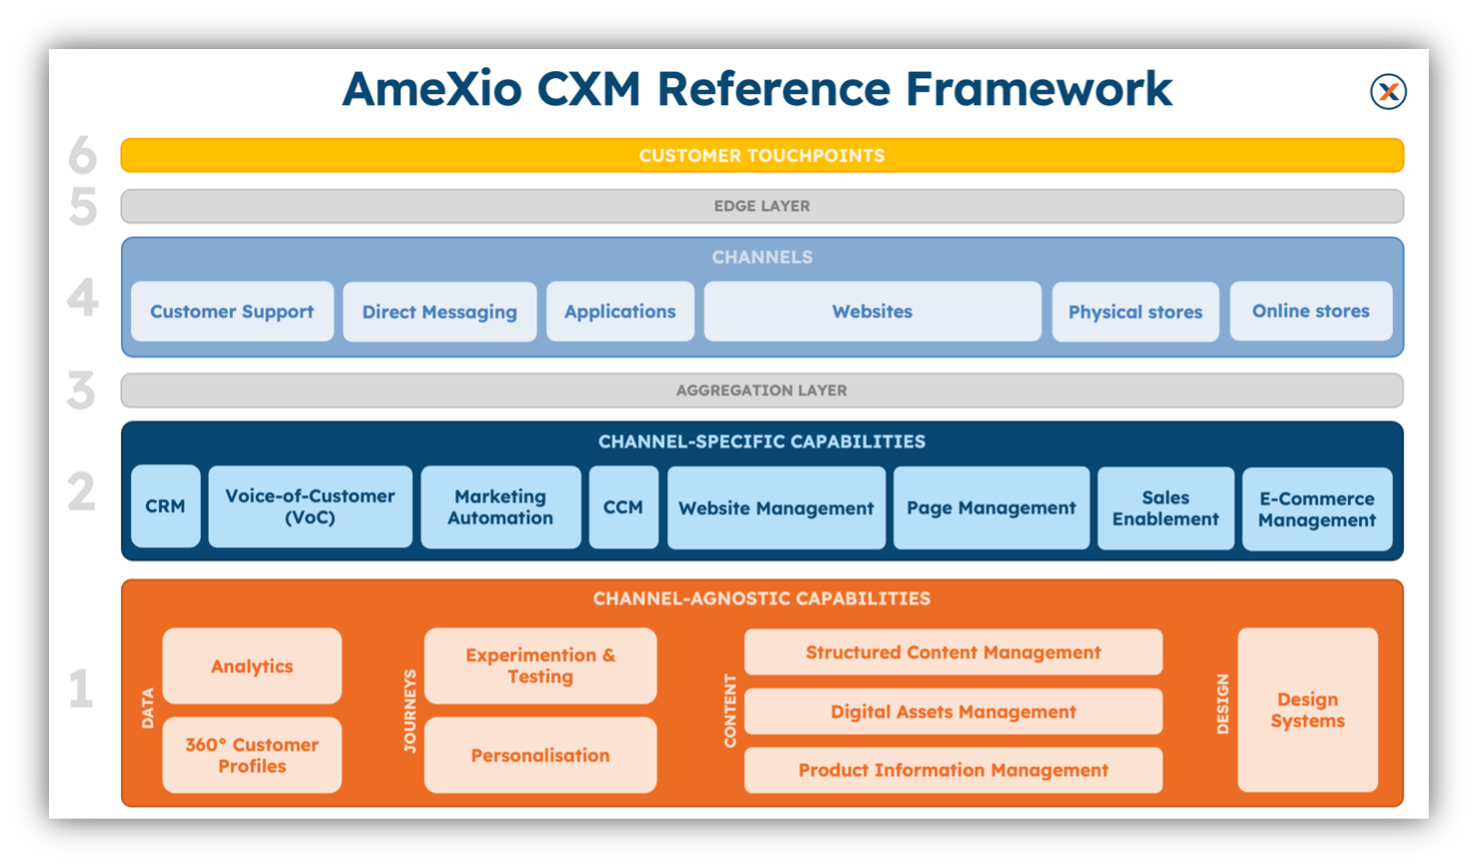 AmeXio CXM Reference Framework
6
CUSTOMER TOUCHPOINTS
5
EDGE LAYER
4
CHANNELS
Customer Support
Direct Messaging
Applications
Websites
Physical stores
Online stores
3
AGGREGATION LAYER
2
CHANNEL-SPECIFIC CAPABILITIES
CRM
Voice-of-Customer
(VoC)
Marketing
Automation
CCM
Website Management
Page Management
Sales
Enablement
E-Commerce
Management
1
CHANNEL-AGNOSTIC CAPABILITIES
DATA
Analytics
360° Customer
Profiles
JOURNEYS
Experimention &
Testing
Personalisation
CONTENT
Structured Content Management
Digital Assets Management
Product Information Management
DESIGN
Design
Systems